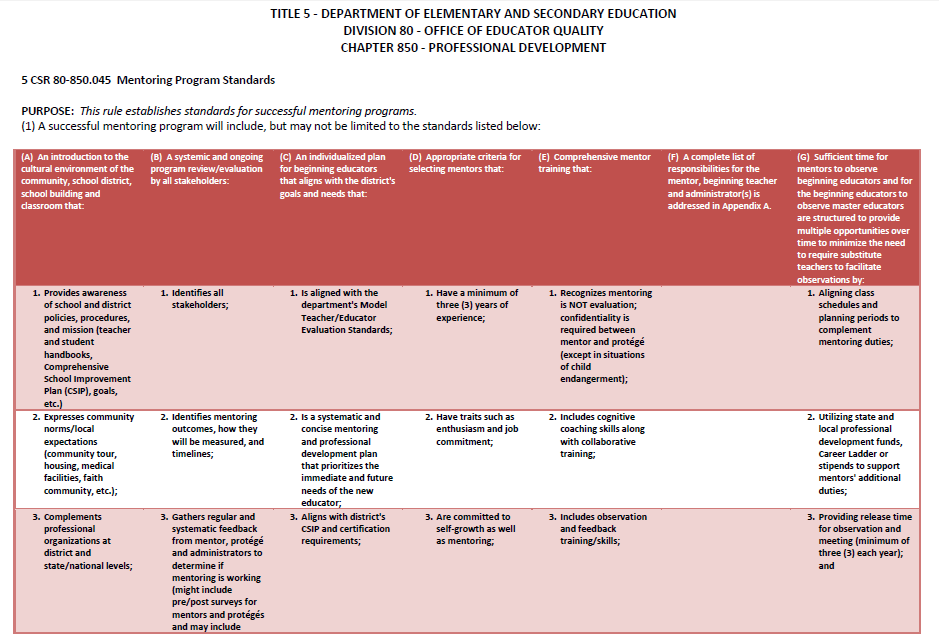 TITLE 5 - DEPARTMENT OF ELEMENTARY AND SECONDARY EDUCATION
DIVISION 80 - OFFICE OF EDUCATOR QUALITY
CHAPTER 850 - PROFESSIONAL DEVELOPMENT
5 CSR 80-850.045 Mentoring Program Standards
PURPOSE: This rule establishes standards for successful mentoring programs.
(1) A successful mentoring program will include, but may not be limited to the standards listed below:
(A) An introduction to the
cultural environment of the
community, school district,
school building and
classroom that:
(B) A systemic and ongoing
program review/evaluation
by all stakeholders:
(C) An individualized plan
for beginning educators
that aligns with the district's
goals and needs that:
(D) Appropriate criteria for
selecting mentors that:
(E) Comprehensive mentor
training that:
(F) A complete list of
responsibilities for the
mentor, beginning teacher
and administrator(s) is
addressed in Appendix A.
(G) Sufficient time for
mentors to observe
beginning educators and for
the beginning educators to
observe master educators
are structured to provide
multiple opportunities over
time to minimize the need
to require substitute
teachers to facilitate
observations by:
1. Provides awareness
of school and district
policies, procedures,
and mission (teacher
and student
handbooks,
Comprehensive
School Improvement
Plan (CSIP), goals,
etc.)
1. Identifies all
stakeholders;
1. Is aligned with the
department's Model
Teacher/Educator
Evaluation Standards;
1. Have a minimum of
three (3) years of
experience;
1. Recognizes mentoring
is NOT evaluation;
confidentiality is
required between
mentor and protégé
(except in situations
of child
endangerment);
1. Aligning class
schedules and
planning periods to
complement
mentoring duties;
2. Expresses community
norms/local
expectations
(community tour,
housing, medical
facilities, faith
community, etc.);
2. Identifies mentoring
outcomes, how they
will be measured, and
timelines;
2. Is a systematic and
concise mentoring
and professional
development plan
that prioritizes the
immediate and future
needs of the new
educator;
2. Have traits such as
enthusiasm and job
commitment;
2. Includes cognitive
coaching skills along
with collaborative
training;
2. Utilizing state and
local professional
development funds,
Career Ladder or
stipends to support
mentors' additional
duties;
3. Complements
professional
organizations at
district and
state/national levels;
3. Gathers regular and
systematic feedback
from mentor, protégé
and administrators to
determine if
mentoring is working
(might include
pre/post surveys for
mentors and protégés
and may include
3. Aligns with district's
CSIP and certification
requirements;
3. Are committed to
self-growth as well
as mentoring;
3. Includes observation
and feedback
training/skills;
3. Providing release time
for observation and
meeting (minimum of
three (3) each year);
and